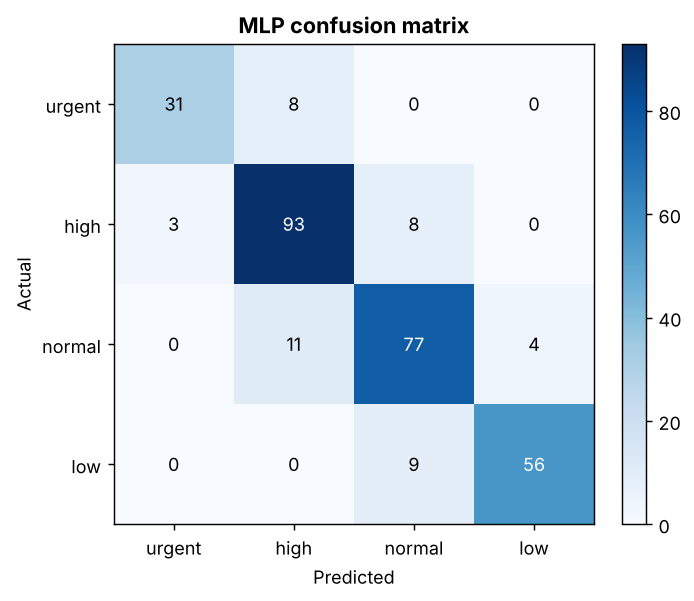 MLP confusion matrix
urgent 31 8 0 0
high 3 93 8 0
normal 0 11 77 4
low 0 0 9 56
urgent high normal low
Predicted
Actual
80
60
40
20
0